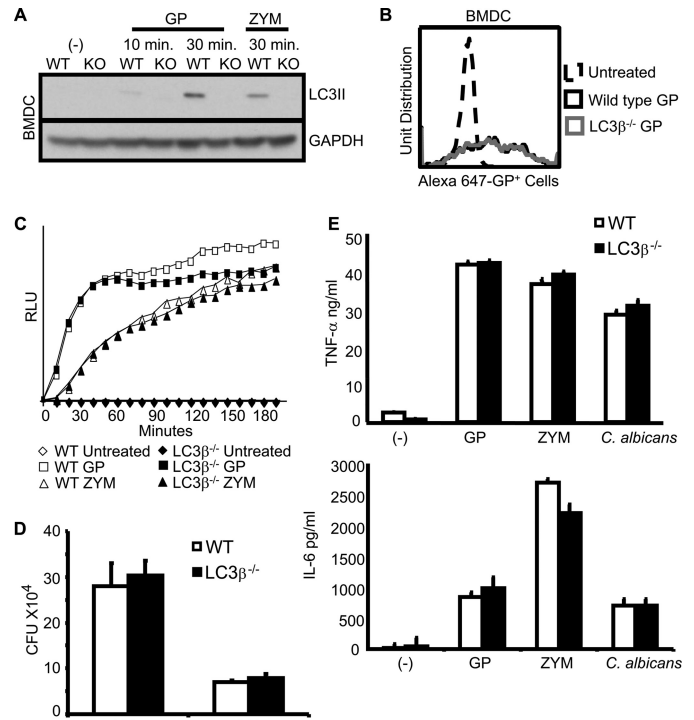 A
GP
ZYM
(-)
10 min.
30 min.
30 min.
WT KO WT KO WT KO WT KO
BMDC
LC3II
GAPDH
B
BMDC
Unit Distribution
Alexa 647-GP⁺ Cells
Untreated
Wild type GP
LC3β⁻/⁻ GP
C
RLU
0 30 60 90 120 150 180
Minutes
WT Untreated
LC3β⁻/⁻ Untreated
WT GP
LC3β⁻/⁻ GP
WT ZYM
LC3β⁻/⁻ ZYM
D
CFU X10⁴
40
30
20
10
0
WT
LC3β⁻/⁻
E
WT
LC3β⁻/⁻
TNF-α ng/ml
50
40
30
20
10
0
(-) GP ZYM C. albicans
IL-6 pg/ml
3000
2500
2000
1000
500
0
(-) GP ZYM C. albicans